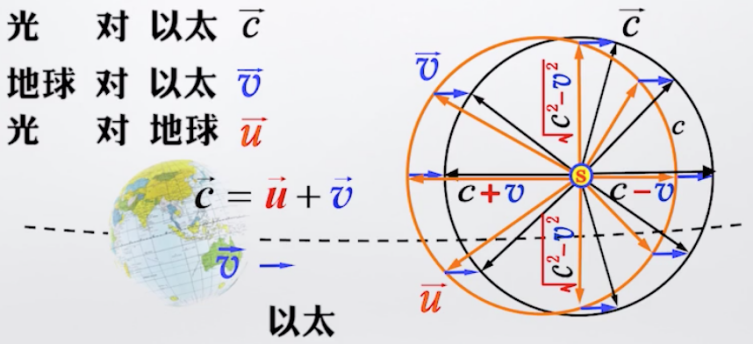 光 对 以太 c⃗
地球 对 以太 v⃗
光 对 地球 u⃗
c⃗ = u⃗ + v⃗
v⃗
以太
c⃗
v⃗
√c²-v²
c
S
c+v
c-v
√c²-v²
u⃗